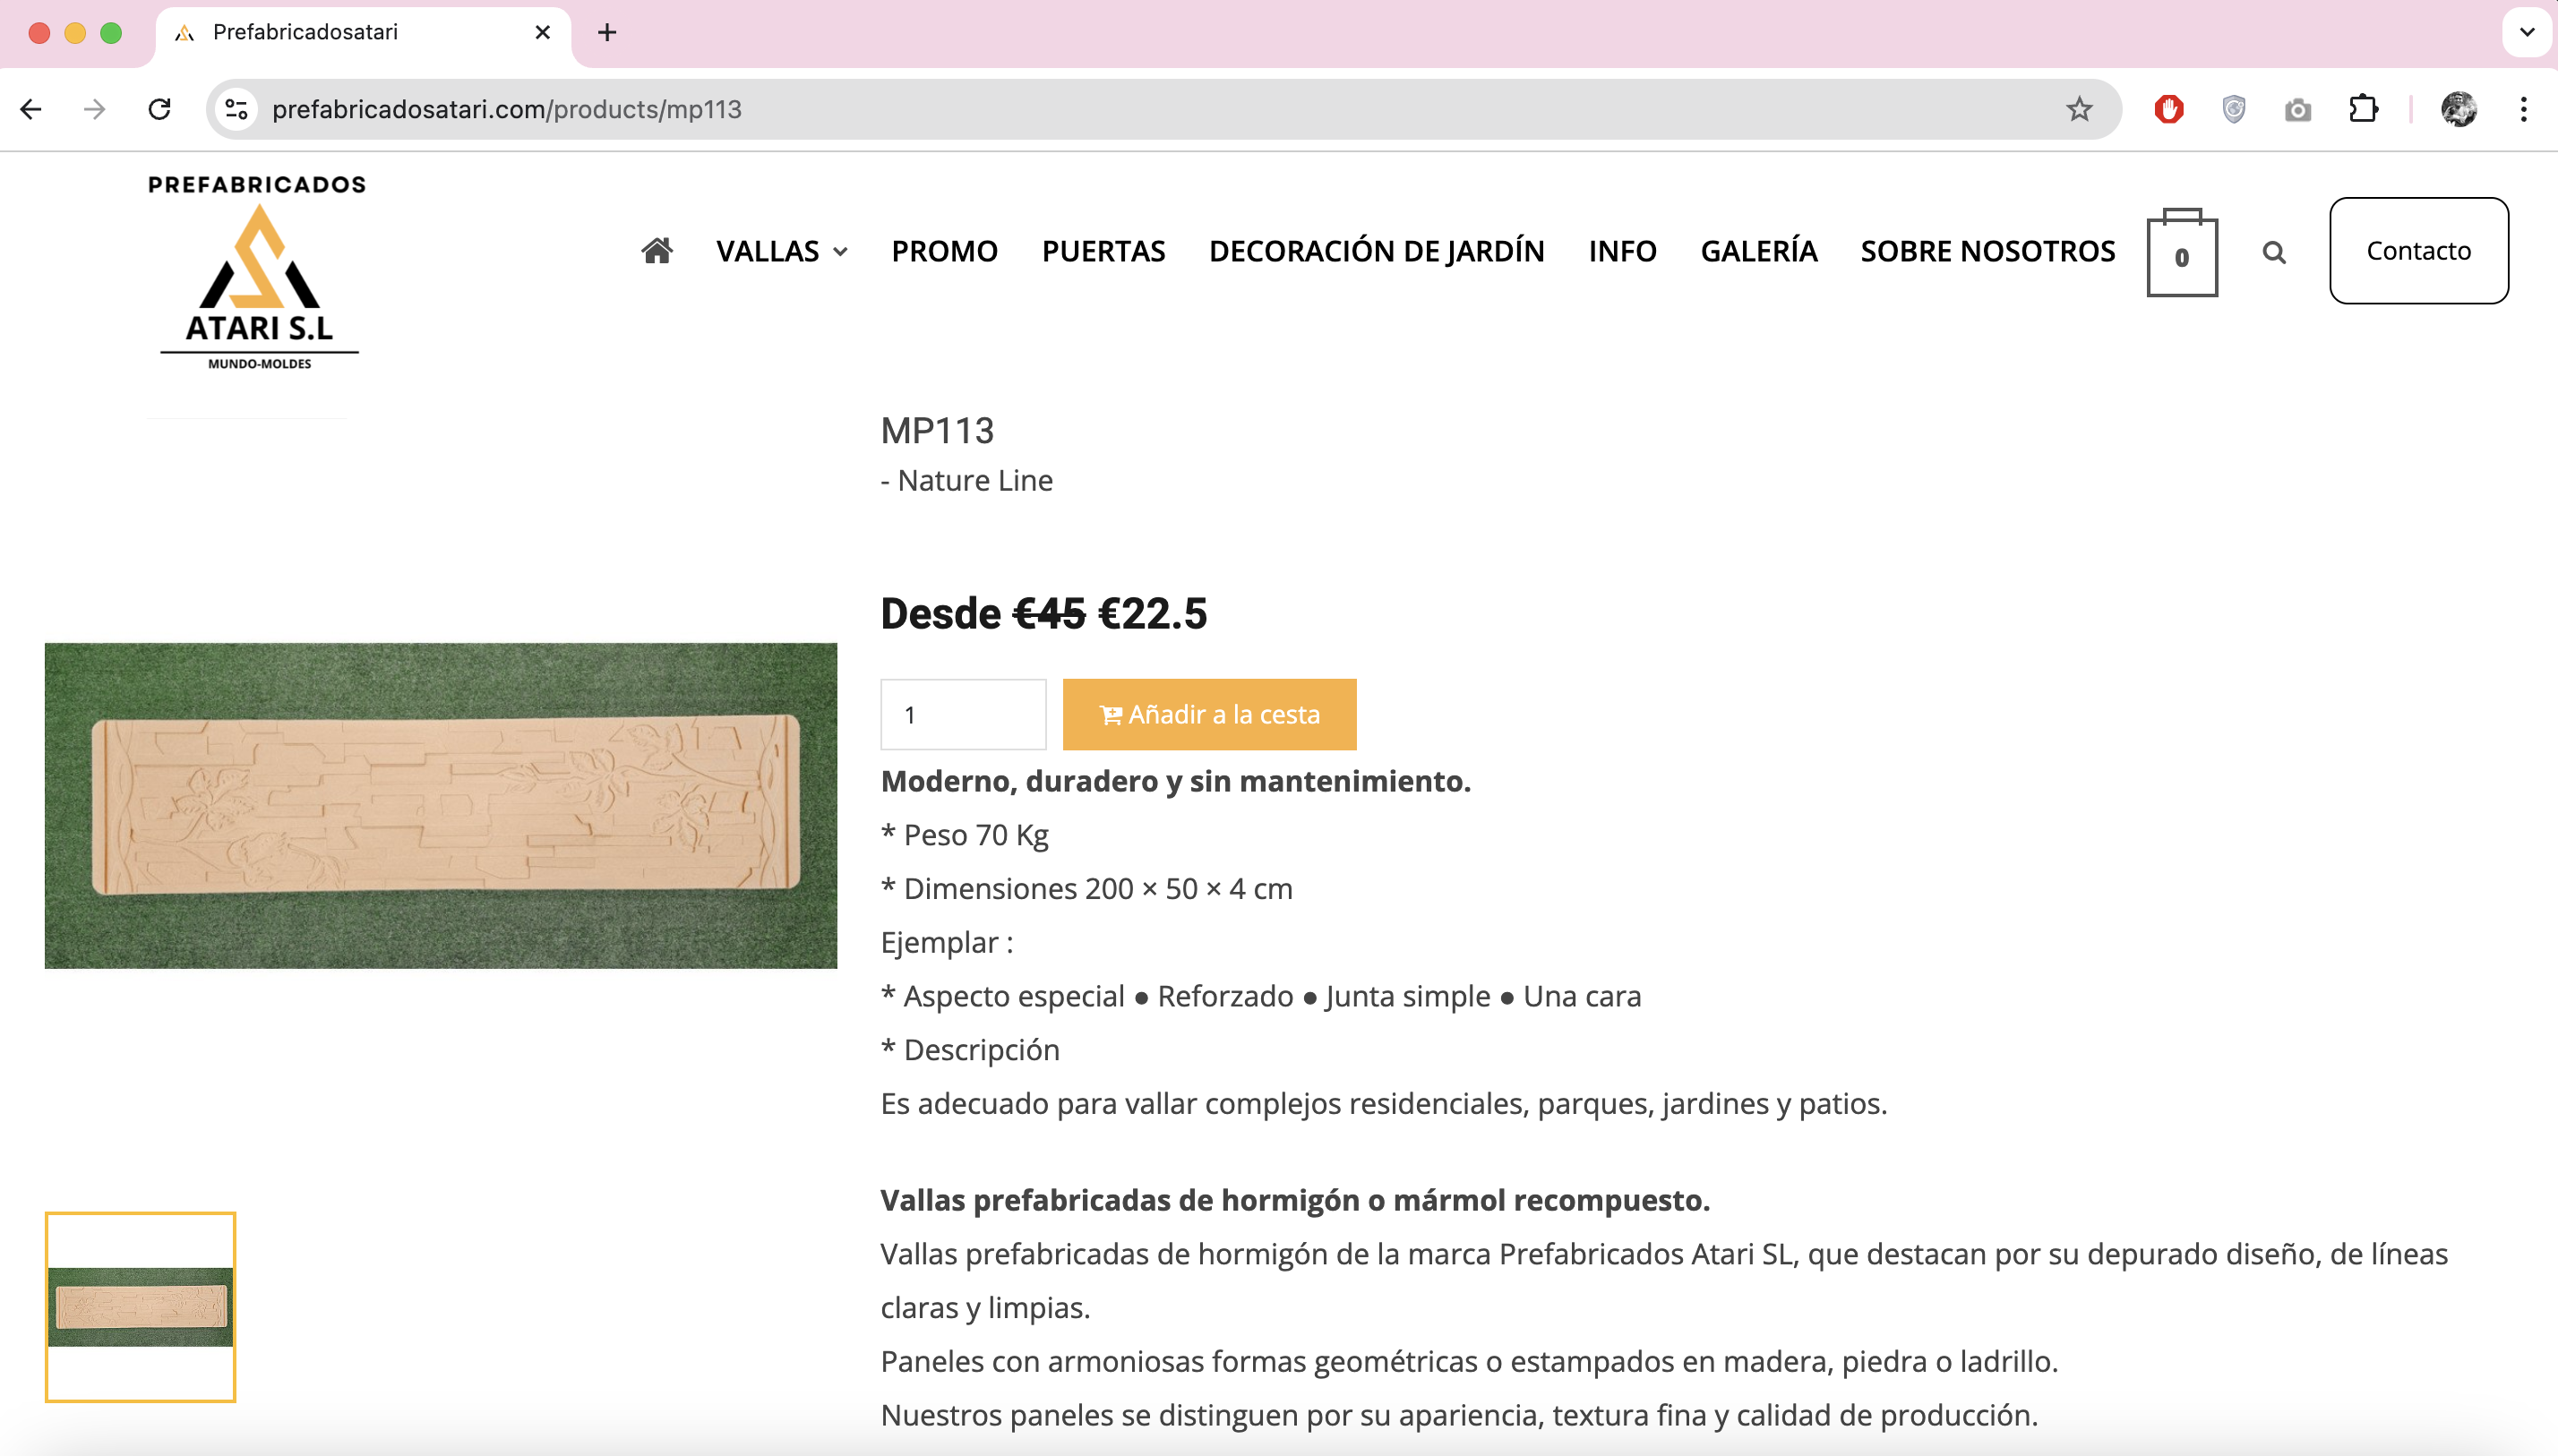 Prefabricadosatari
prefabricadosatari.com/products/mp113
PREFABRICADOS
ATARI S.L
MUNDO-MOLDES
VALLAS
PROMO
PUERTAS
DECORACIÓN DE JARDÍN
INFO
GALERÍA
SOBRE NOSOTROS
0
Contacto
MP113
- Nature Line
Desde €45 €22.5
1
Añadir a la cesta
Moderno, duradero y sin mantenimiento.
* Peso 70 Kg
* Dimensiones 200 × 50 × 4 cm
Ejemplar :
* Aspecto especial ● Reforzado ● Junta simple ● Una cara
* Descripción
Es adecuado para vallar complejos residenciales, parques, jardines y patios.
Vallas prefabricadas de hormigón o mármol recompuesto.
Vallas prefabricadas de hormigón de la marca Prefabricados Atari SL, que destacan por su depurado diseño, de líneas
claras y limpias.
Paneles con armoniosas formas geométricas o estampados en madera, piedra o ladrillo.
Nuestros paneles se distinguen por su apariencia, textura fina y calidad de producción.